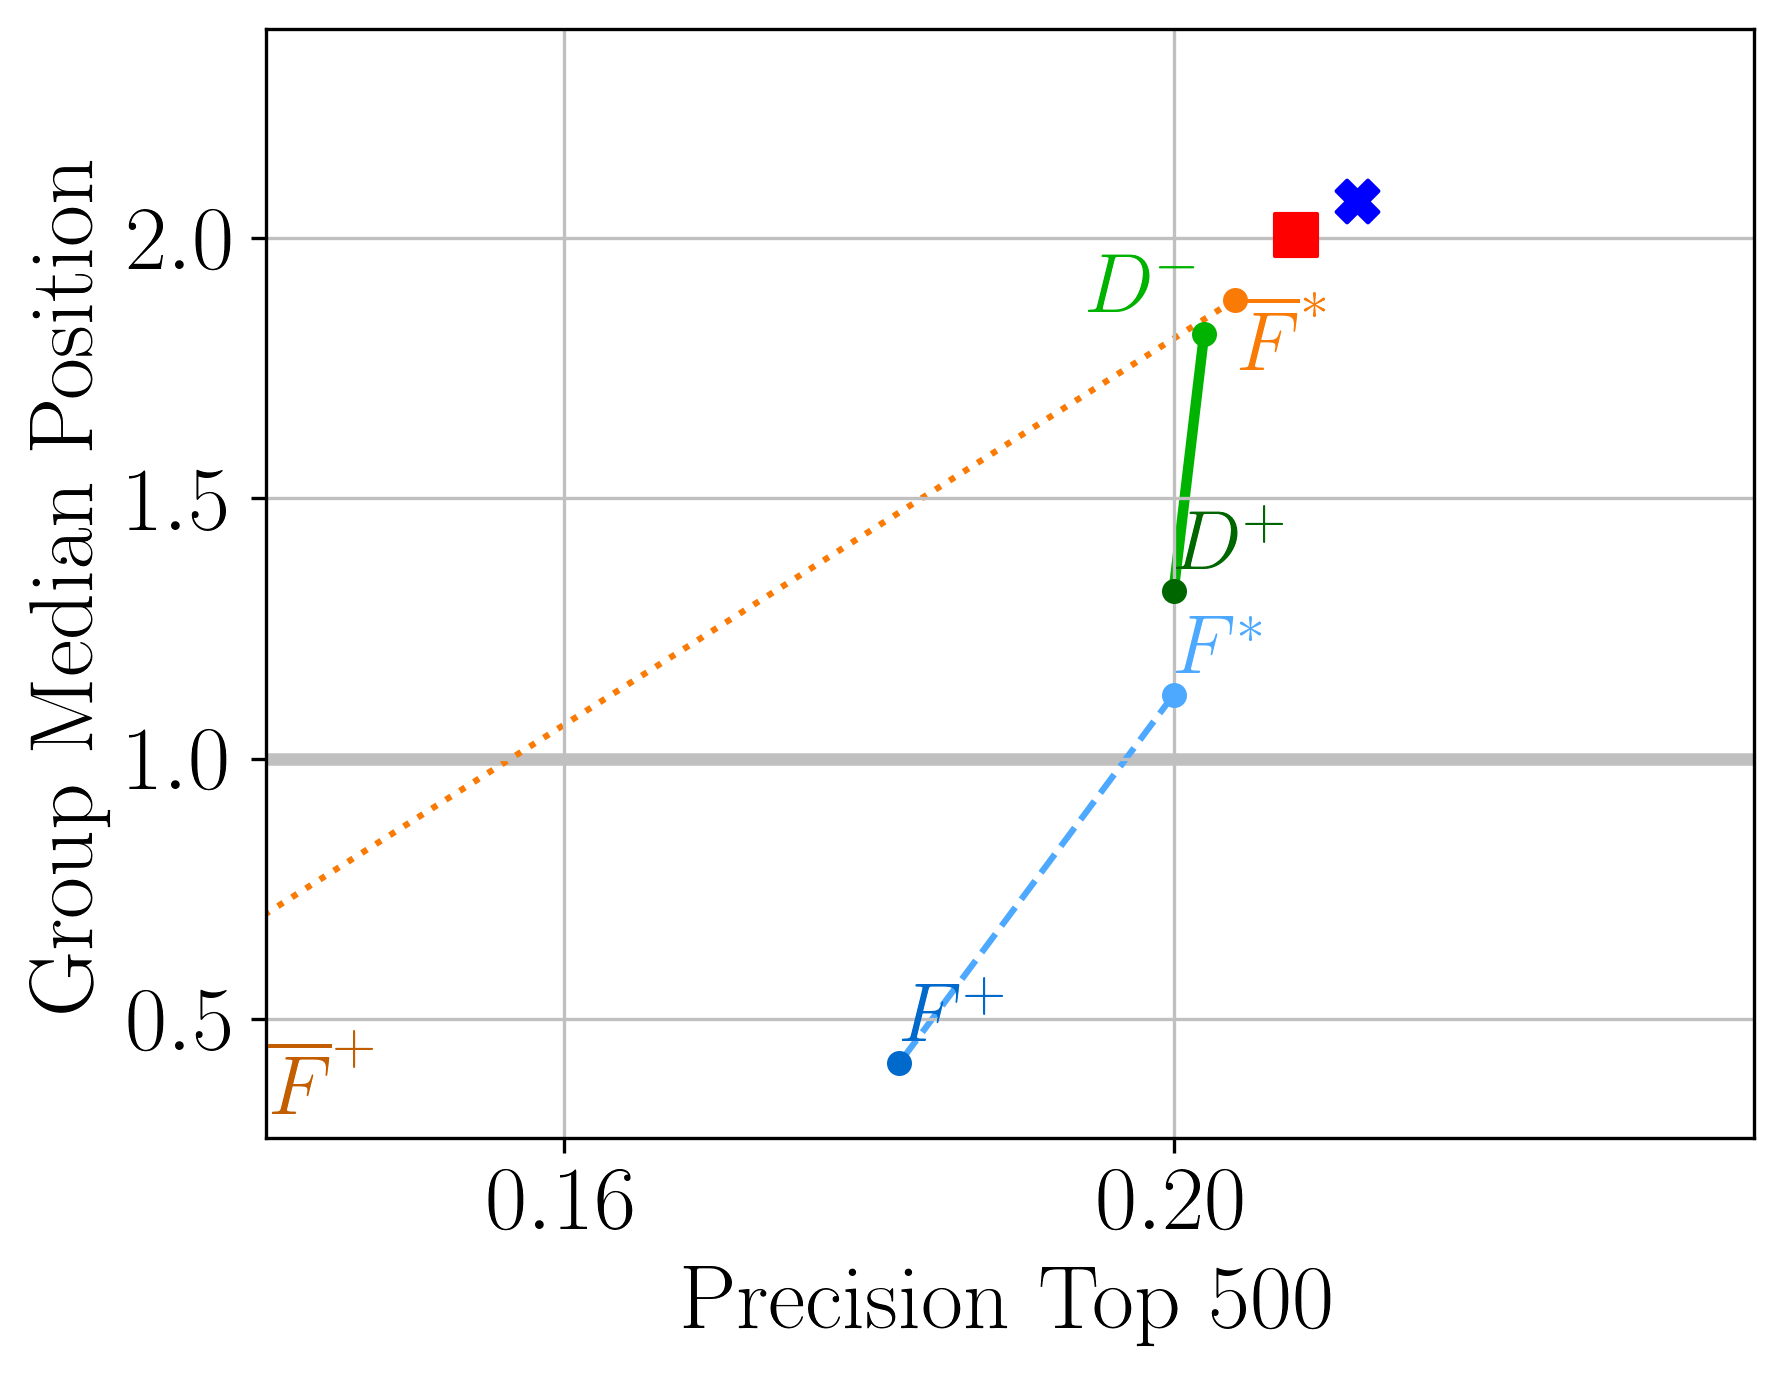 Group Median Position
2.0
1.5
1.0
0.5
D⁻
F̅*
D⁺
F*
F⁺
F̅⁺
0.16
0.20
Precision Top 500